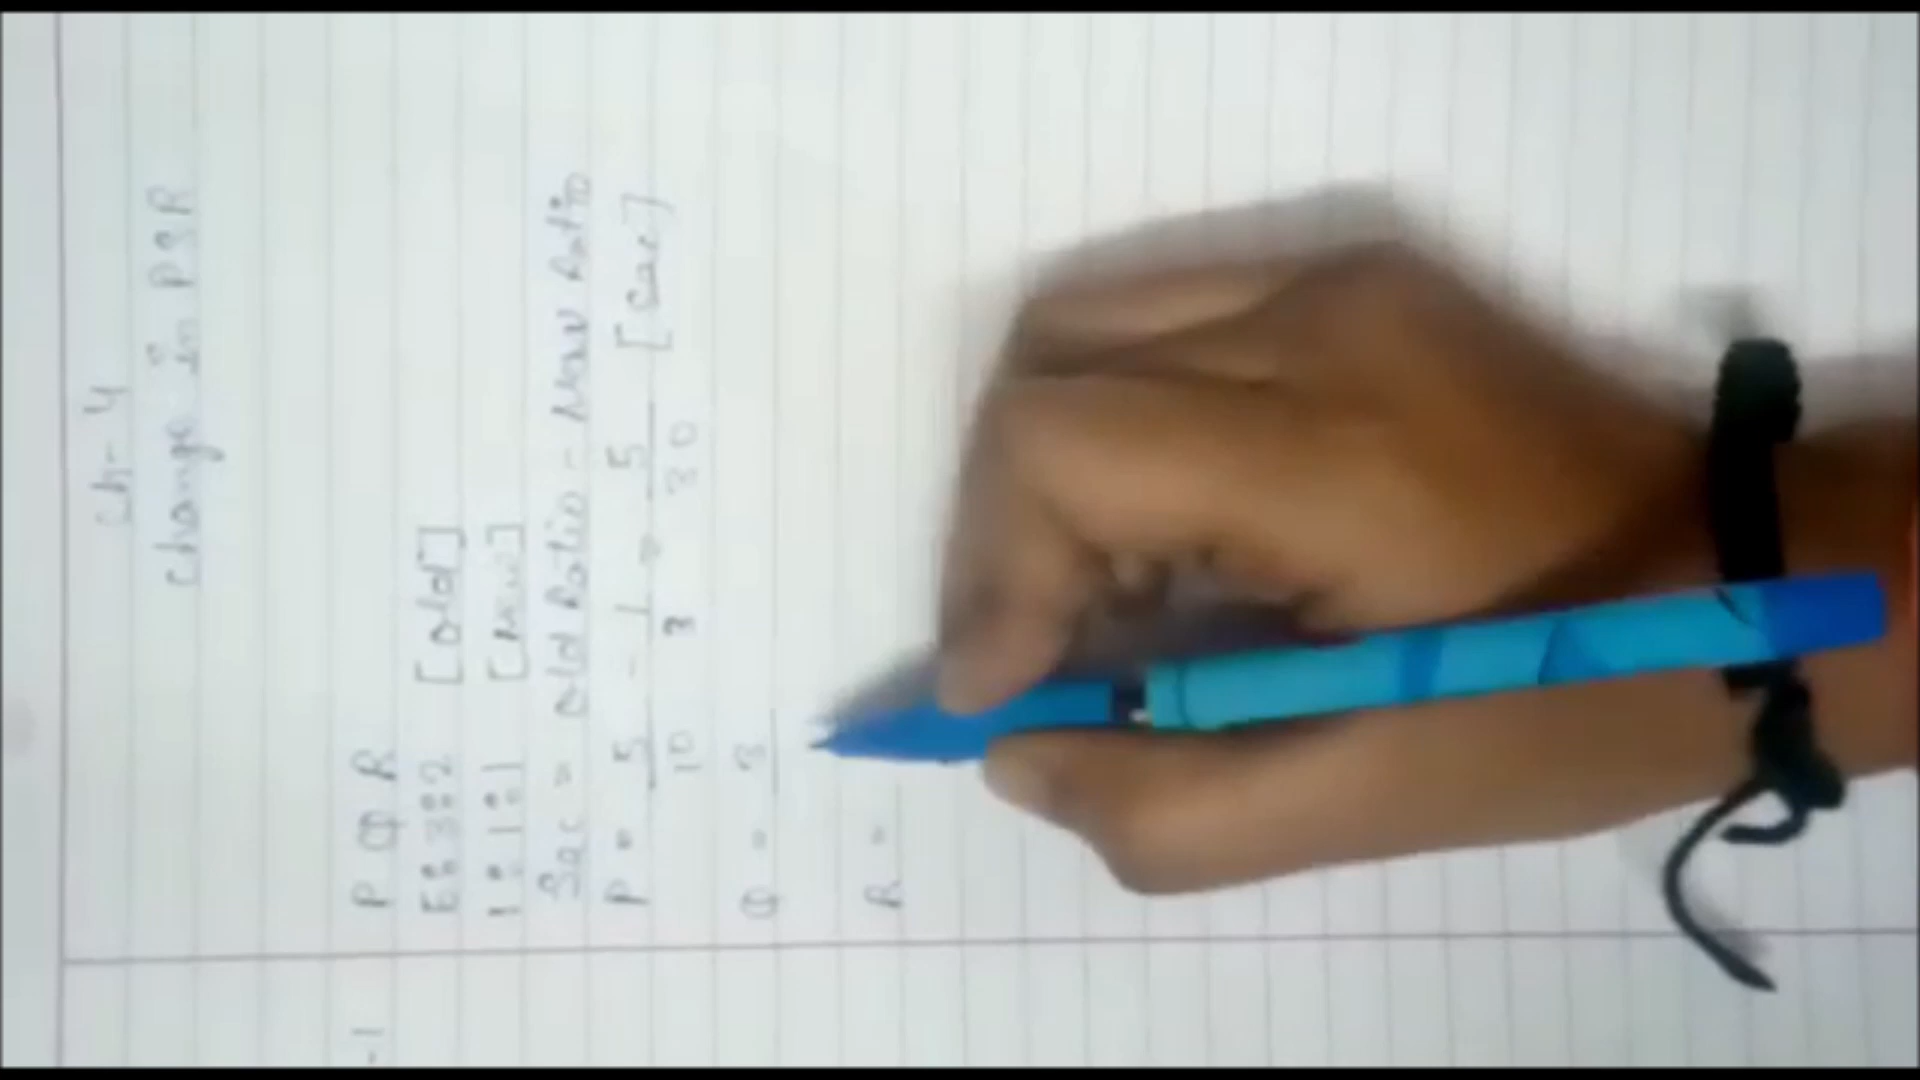 Ch-4
Change in PSR
-1
P Q R
5:3:2 [Old]
1:1:1 [New]
Sac = Old Ratio - New Ratio
P = 5/10 - 1/3 = 5/30 [Sac]
Q = 3
R =